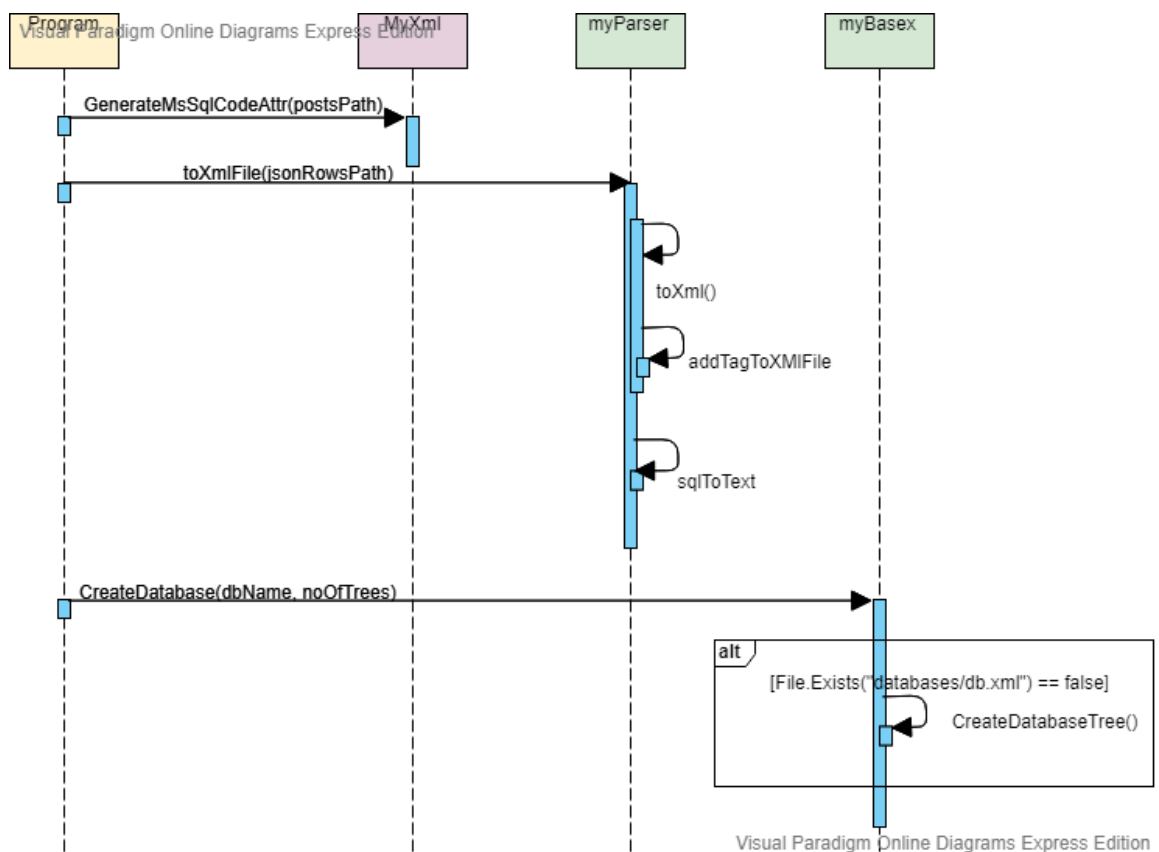 Program
MyXml
myParser
myBasex
Visual Paradigm Online Diagrams Express Edition
GenerateMsSqlCodeAttr(postsPath)
toXmlFile(jsonRowsPath)
toXml()
addTagToXMlFile
sqlToText
CreateDatabase(dbName, noOfTrees)
alt
[File.Exists("databases/db.xml") == false]
CreateDatabaseTree()
Visual Paradigm Online Diagrams Express Edition